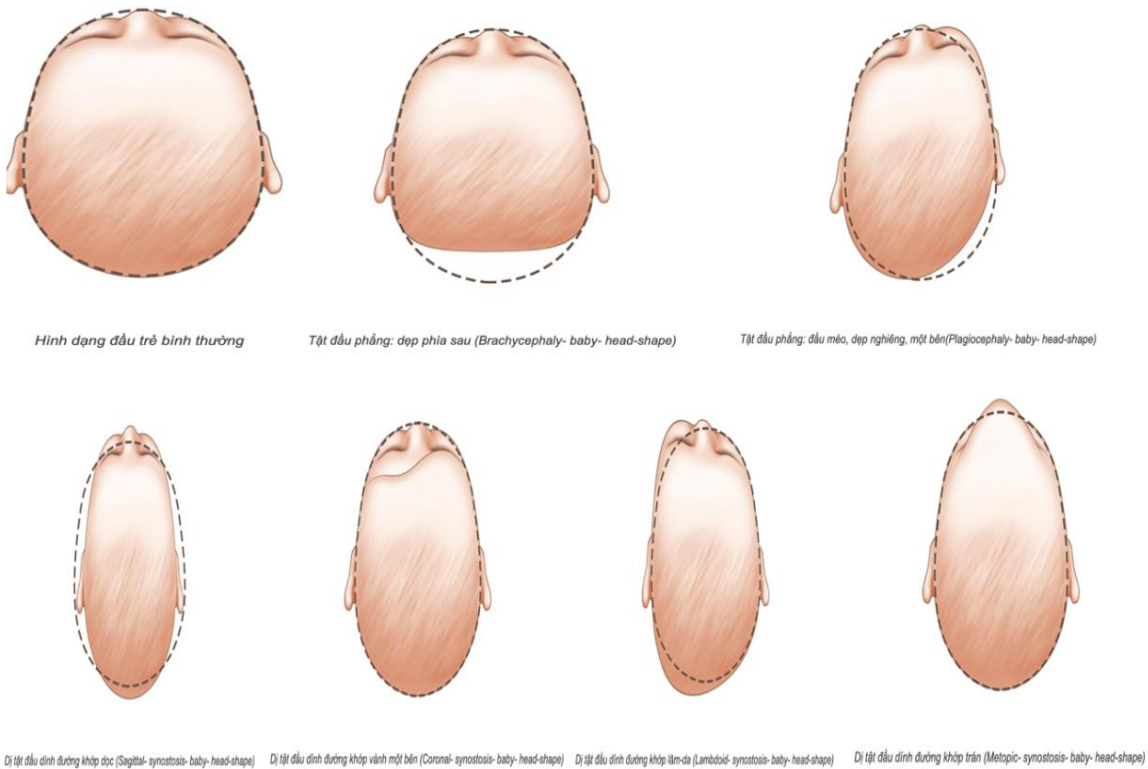 Hình dạng đầu trẻ bình thường
Tật đầu phẳng: dẹp phía sau (Brachycephaly- baby- head-shape)
Tật đầu phẳng: đầu méo, dẹp nghiêng, một bên(Plagiocephaly- baby- head-shape)
Dị tật đầu dính đường khớp dọc (Sagittal- synostosis- baby- head-shape)
Dị tật đầu dính đường khớp vành một bên (Coronal- synostosis- baby- head-shape)
Dị tật đầu dính đường khớp lăm-da (Lambdoid- synostosis- baby- head-shape)
Dị tật đầu dính đường khớp trán (Metopic- synostosis- baby- head-shape)